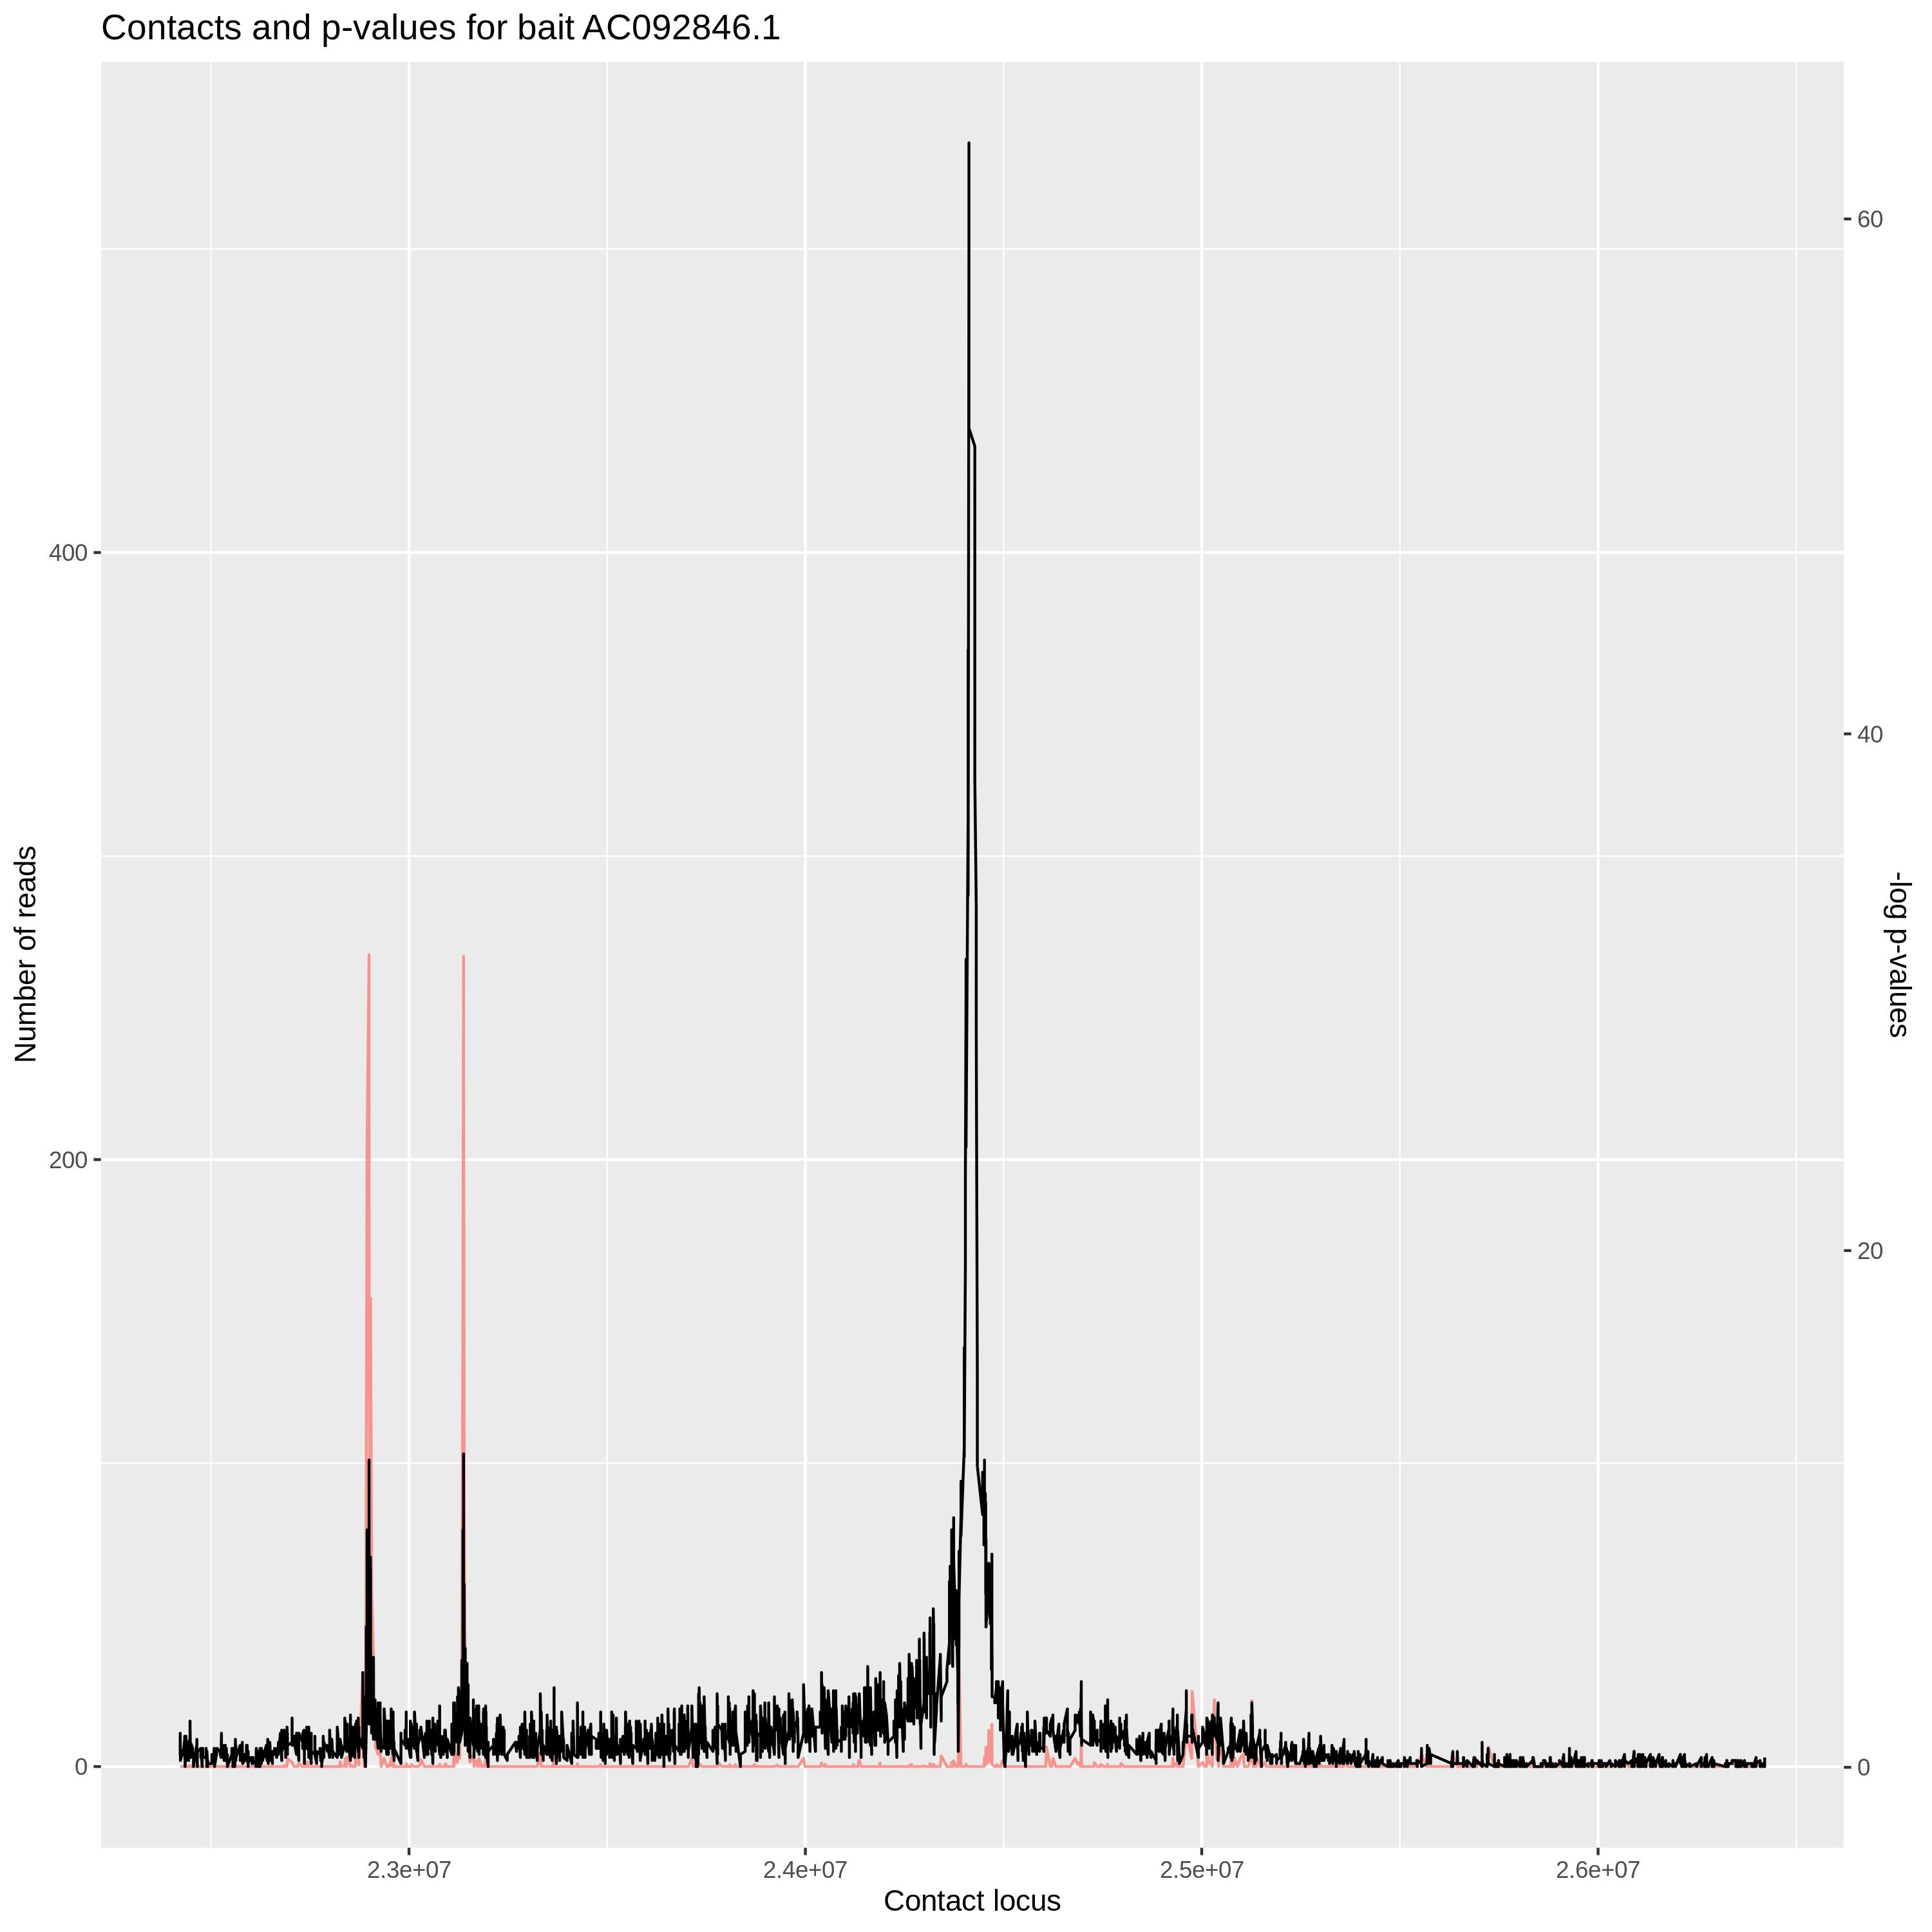 Contacts and p-values for bait AC092846.1
Number of reads
400
200
0
60
40
20
0
-log p-values
2.3e+07 2.4e+07 2.5e+07 2.6e+07
Contact locus